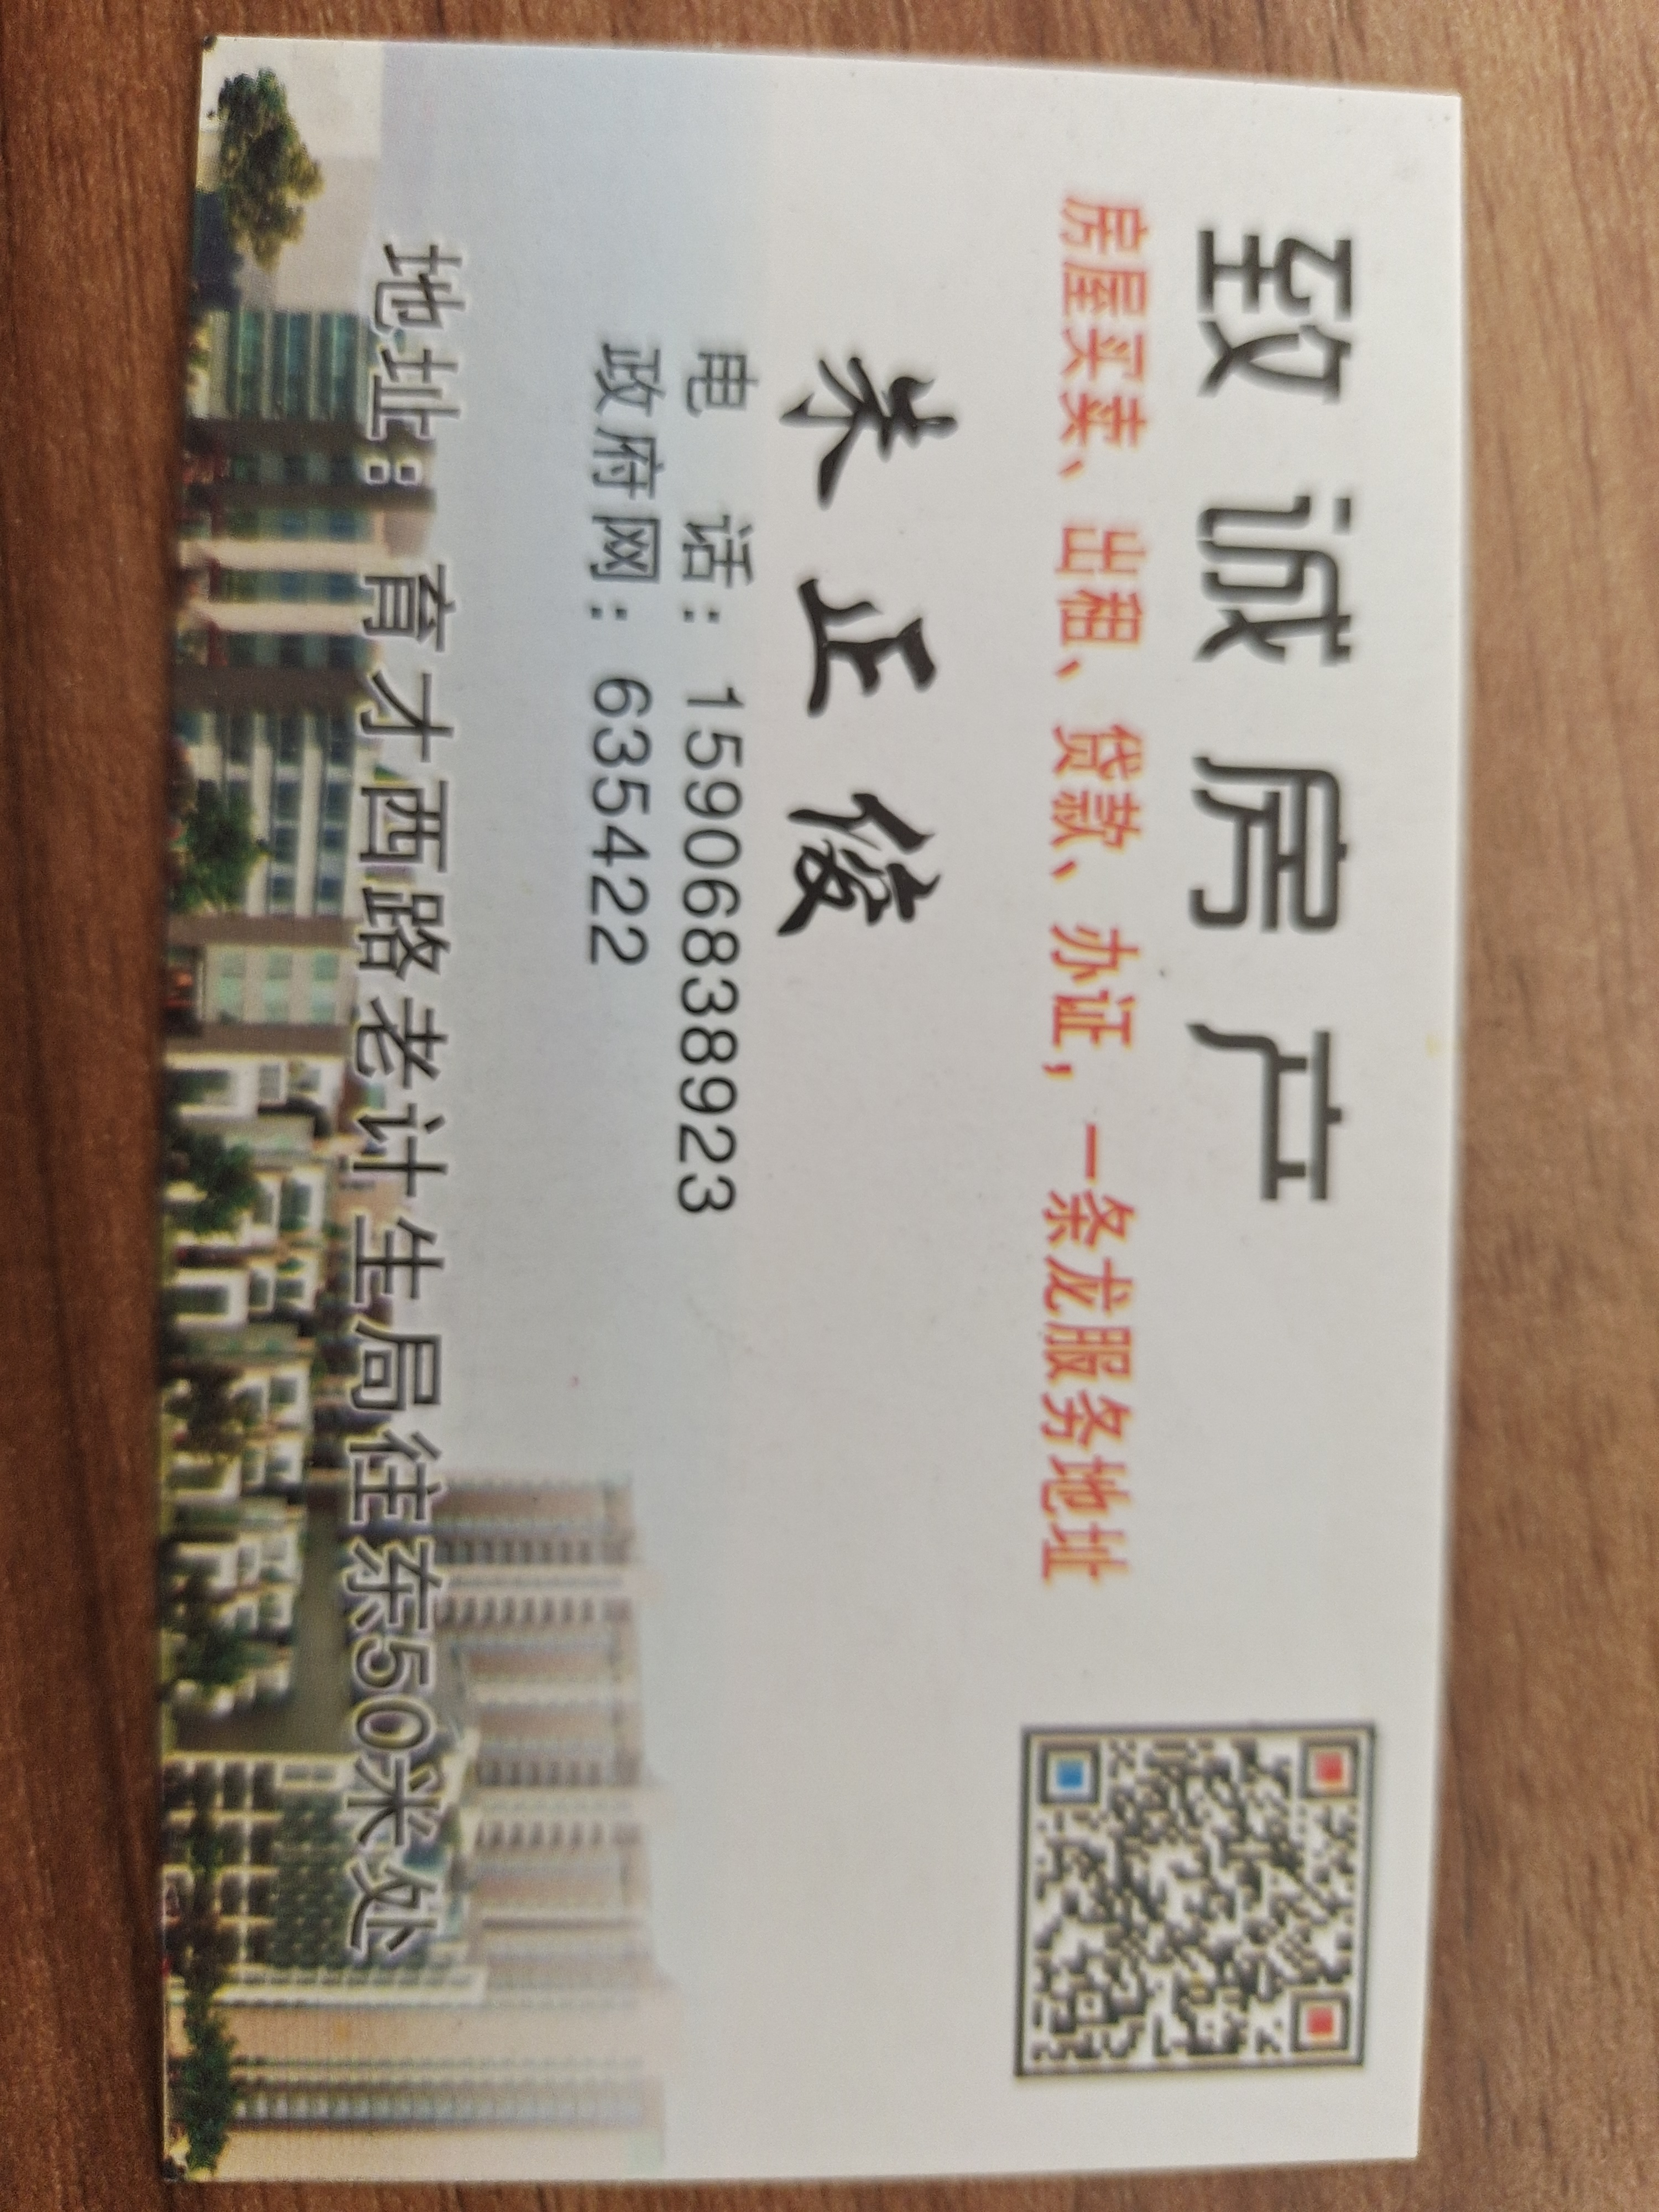 致诚房产
房屋买卖、出租、贷款、办证，一条龙服务地址
朱正俊
电 话：15906838923
政府网：635422
地址：育才西路老计生局往东50米处